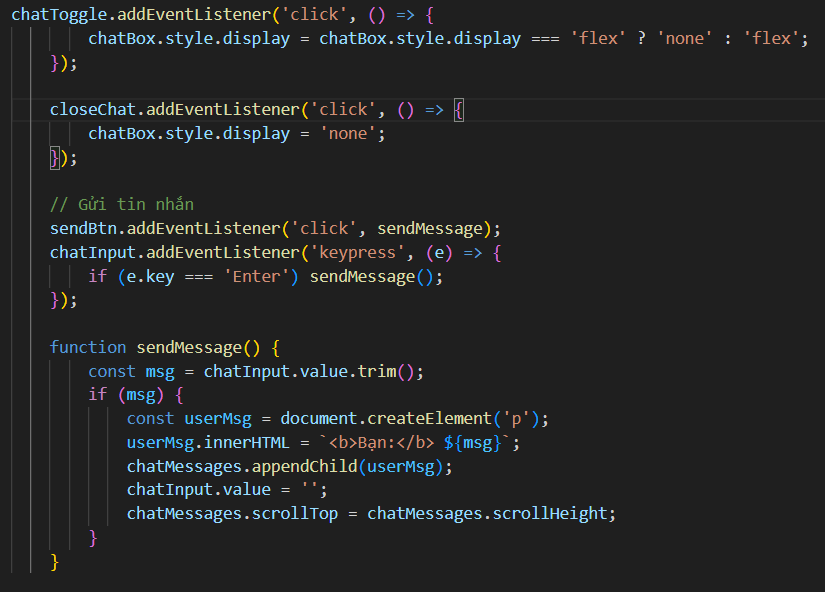 chatToggle.addEventListener('click', () => {
chatBox.style.display = chatBox.style.display === 'flex' ? 'none' : 'flex';
});
closeChat.addEventListener('click', () => {
chatBox.style.display = 'none';
});
// Gửi tin nhắn
sendBtn.addEventListener('click', sendMessage);
chatInput.addEventListener('keypress', (e) => {
if (e.key === 'Enter') sendMessage();
});
function sendMessage() {
const msg = chatInput.value.trim();
if (msg) {
const userMsg = document.createElement('p');
userMsg.innerHTML = `<b>Bạn:</b> ${msg}`;
chatMessages.appendChild(userMsg);
chatInput.value = '';
chatMessages.scrollTop = chatMessages.scrollHeight;
}
}